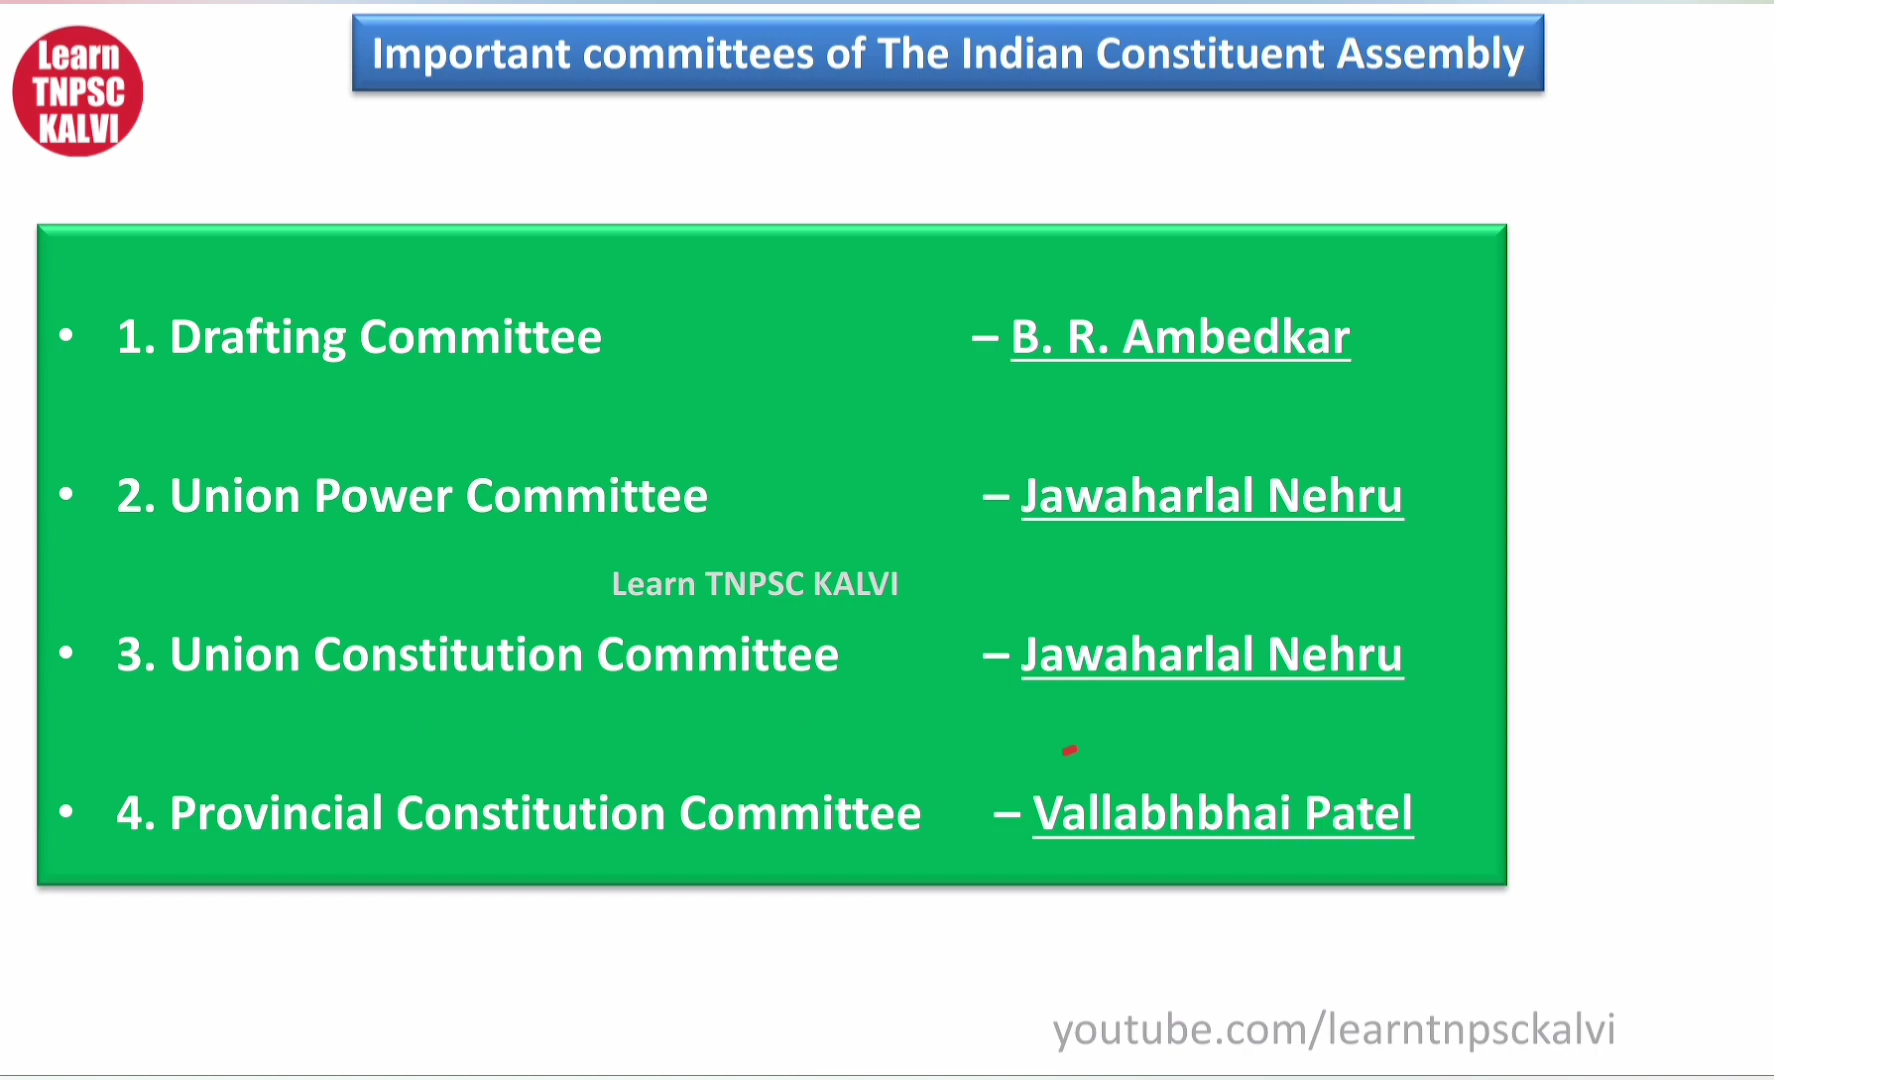 Learn
TNPSC
KALVI
Important committees of The Indian Constituent Assembly
• 1. Drafting Committee – B. R. Ambedkar
• 2. Union Power Committee – Jawaharlal Nehru
Learn TNPSC KALVI
• 3. Union Constitution Committee – Jawaharlal Nehru
• 4. Provincial Constitution Committee – Vallabhbhai Patel
youtube.com/learntnpsckalvi